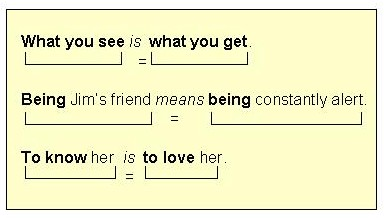 What you see is what you get.
=
Being Jim's friend means being constantly alert.
=
To know her is to love her.
=